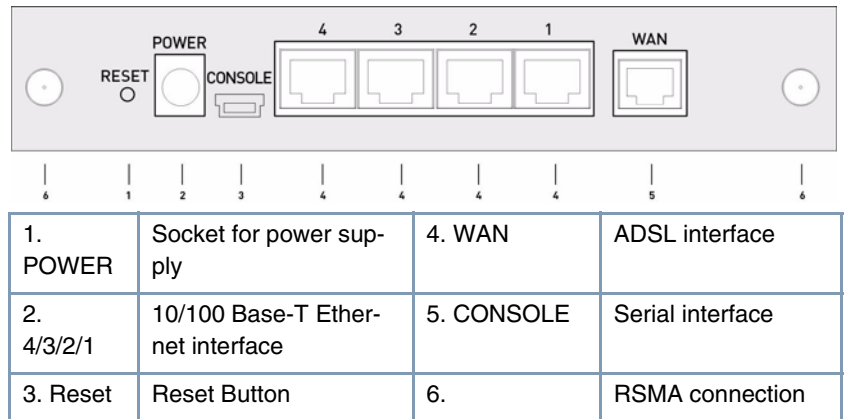 4 3 2 1
POWER WAN
RESET CONSOLE
6 1 2 3 4 4 4 4 5 6
1. POWER
Socket for power sup-
ply
4. WAN
ADSL interface
2. 4/3/2/1
10/100 Base-T Ether-
net interface
5. CONSOLE
Serial interface
3. Reset
Reset Button
6.
RSMA connection